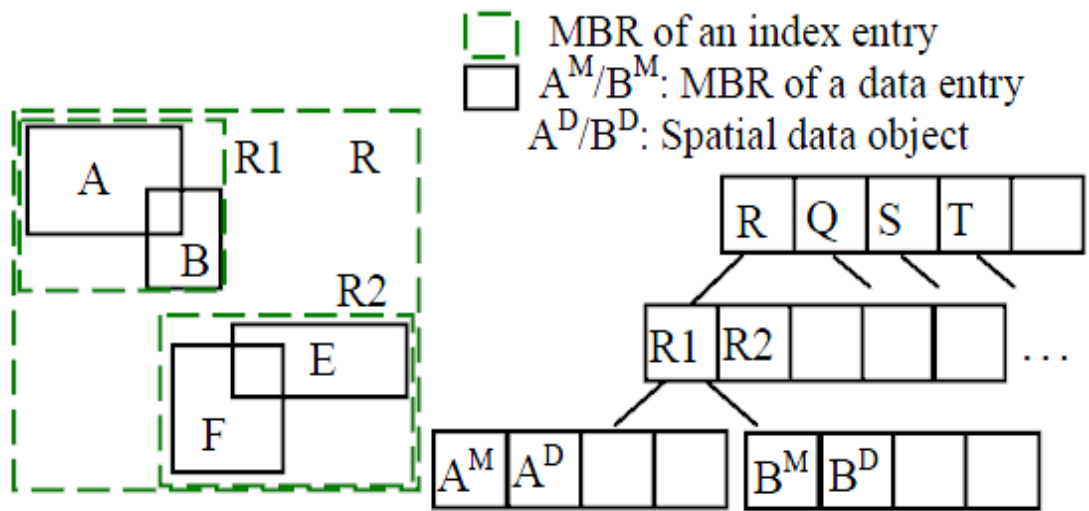 MBR of an index entry
A^M/B^M: MBR of a data entry
A^D/B^D: Spatial data object
A
R1
R
B
R2
E
F
R Q S T
R1 R2 ...
A^M A^D
B^M B^D